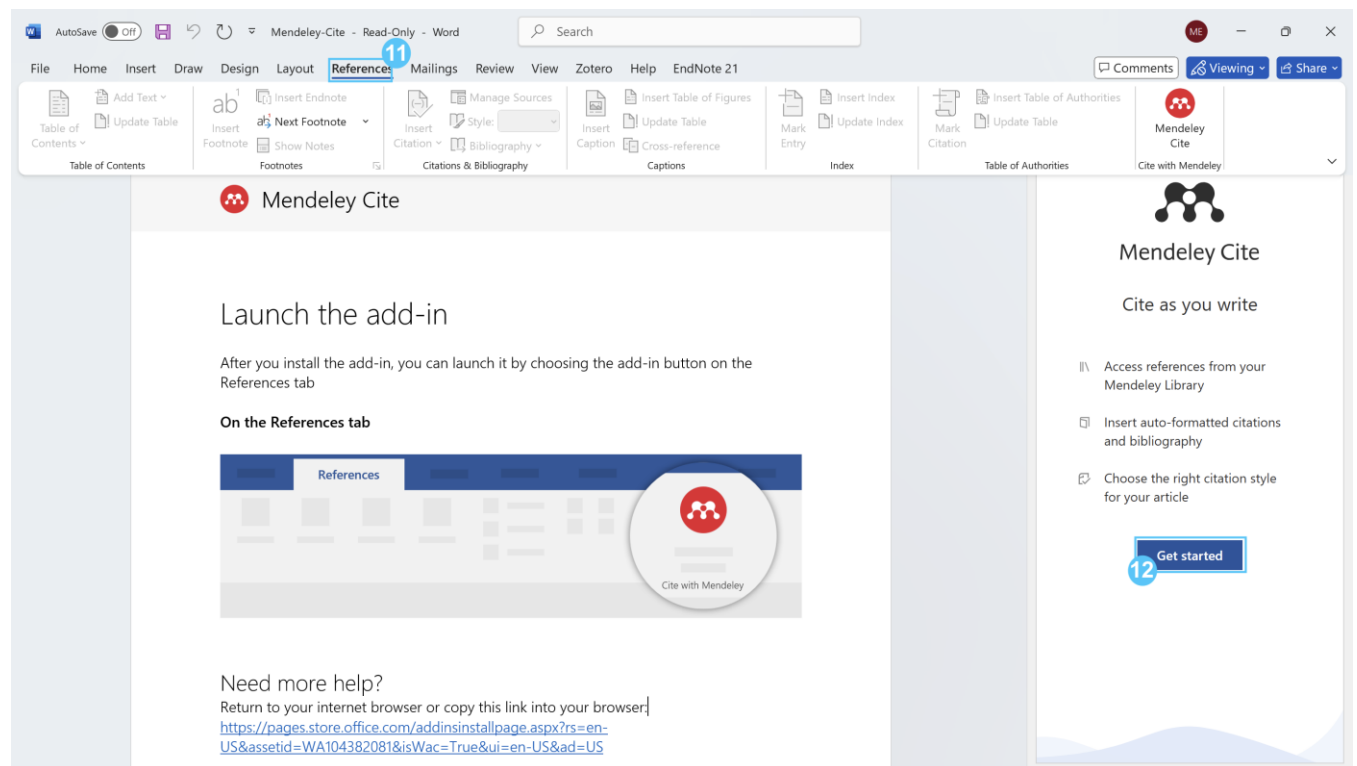 AutoSave Off Mendeley-Cite - Read-Only - Word Search ME
11
File Home Insert Draw Design Layout References Mailings Review View Zotero Help EndNote 21 Comments Viewing Share
Table of Contents
Add Text
Update Table
Table of Contents
ab1
Insert Footnote
Insert Endnote
Next Footnote
Show Notes
Footnotes
Insert Citation
Manage Sources
Style:
Bibliography
Citations & Bibliography
Insert Caption
Insert Table of Figures
Update Table
Cross-reference
Captions
Mark Entry
Insert Index
Update Index
Index
Mark Citation
Insert Table of Authorities
Update Table
Table of Authorities
Mendeley
Cite
Cite with Mendeley
Mendeley Cite
Launch the add-in
After you install the add-in, you can launch it by choosing the add-in button on the
References tab
On the References tab
References
Cite with Mendeley
Need more help?
Return to your internet browser or copy this link into your browser:
https://pages.store.office.com/addinsinstallpage.aspx?rs=en-
US&assetid=WA104382081&isWac=True&ui=en-US&ad=US
Mendeley Cite
Cite as you write
Access references from your
Mendeley Library
Insert auto-formatted citations
and bibliography
Choose the right citation style
for your article
Get started
12